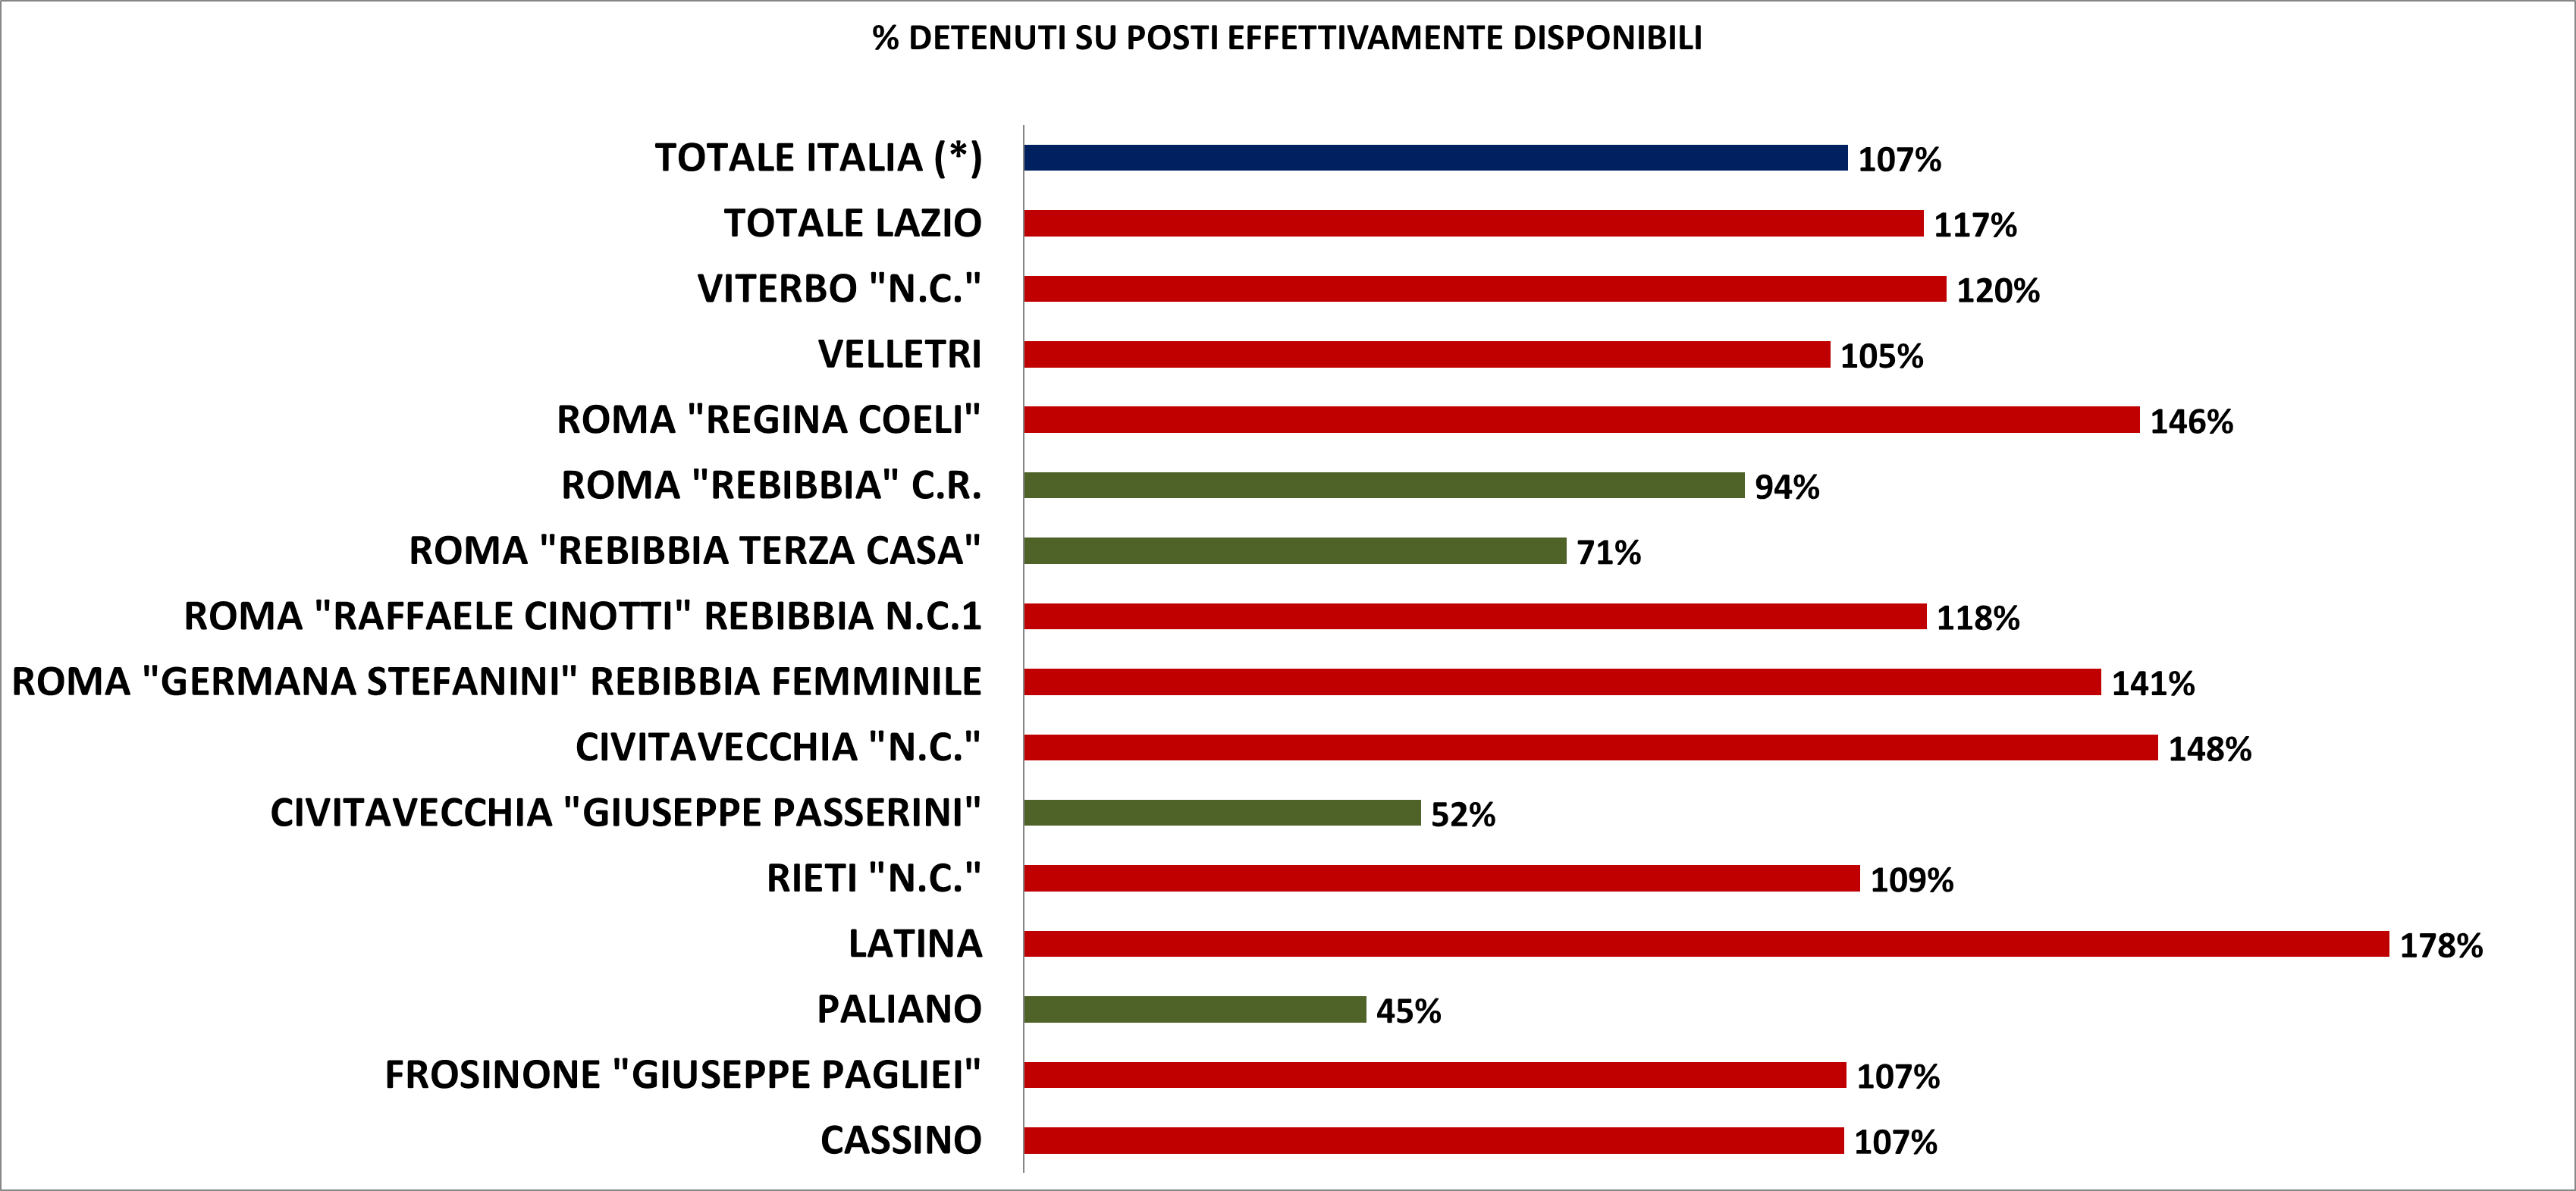 % DETENUTI SU POSTI EFFETTIVAMENTE DISPONIBILI
TOTALE ITALIA (*) 107%
TOTALE LAZIO 117%
VITERBO "N.C." 120%
VELLETRI 105%
ROMA "REGINA COELI" 146%
ROMA "REBIBBIA" C.R. 94%
ROMA "REBIBBIA TERZA CASA" 71%
ROMA "RAFFAELE CINOTTI" REBIBBIA N.C.1 118%
ROMA "GERMANA STEFANINI" REBIBBIA FEMMINILE 141%
CIVITAVECCHIA "N.C." 148%
CIVITAVECCHIA "GIUSEPPE PASSERINI" 52%
RIETI "N.C." 109%
LATINA 178%
PALIANO 45%
FROSINONE "GIUSEPPE PAGLIEI" 107%
CASSINO 107%